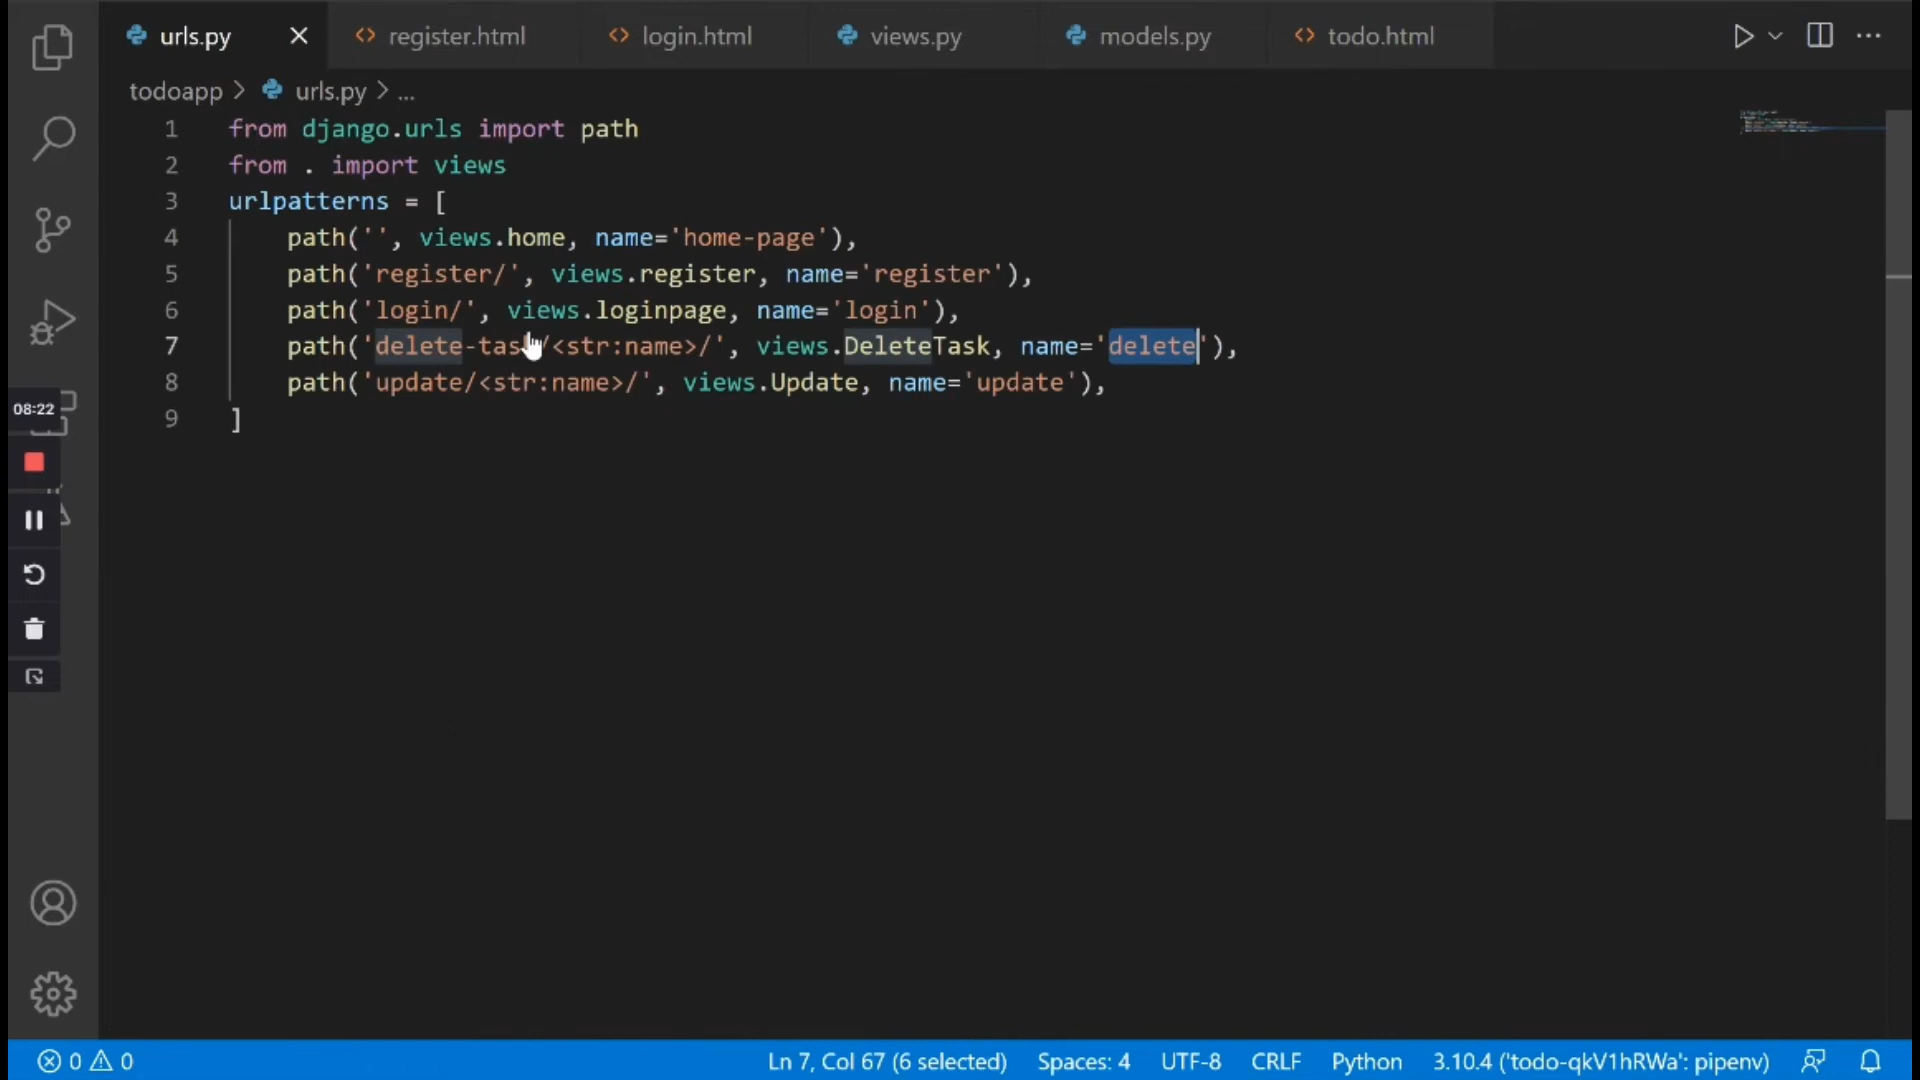 urls.py
register.html
login.html
views.py
models.py
todo.html
todoapp > urls.py > ...
1 from django.urls import path
2 from . import views
3 urlpatterns = [
4 path('', views.home, name='home-page'),
5 path('register/', views.register, name='register'),
6 path('login/', views.loginpage, name='login'),
7 path('delete-task/<str:name>/', views.DeleteTask, name='delete'),
8 path('update/<str:name>/', views.Update, name='update'),
9 ]
08:22
0 0
Ln 7, Col 67 (6 selected)
Spaces: 4
UTF-8
CRLF
Python
3.10.4 ('todo-qkV1hRWa': pipenv)